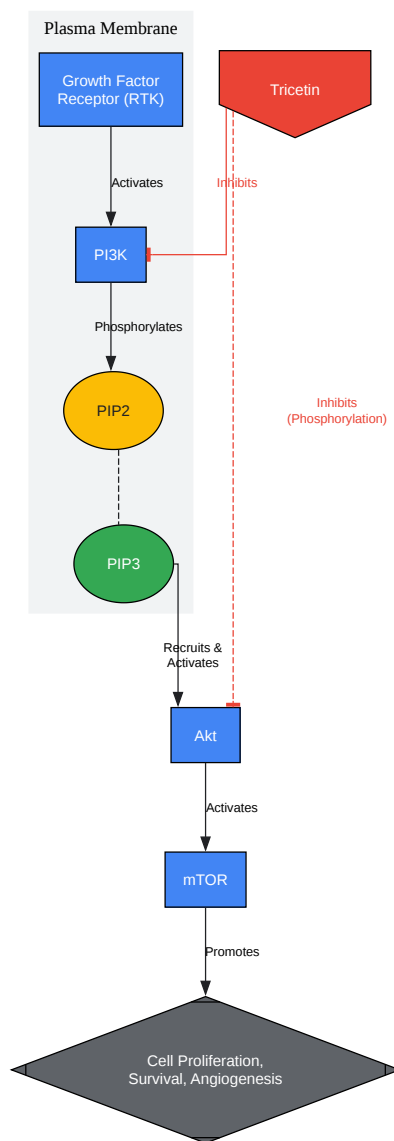 Plasma Membrane
Growth Factor
Receptor (RTK)
Tricetin
Activates
Inhibits
PI3K
Phosphorylates
PIP2
Inhibits
(Phosphorylation)
PIP3
Recruits &
Activates
Akt
Activates
mTOR
Promotes
Cell Proliferation,
Survival, Angiogenesis